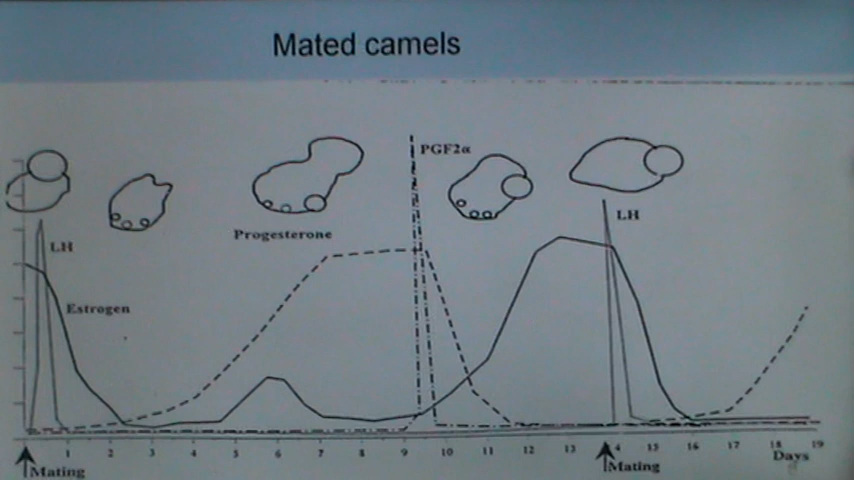 Mated camels
PGF2α
LH
LH
Progesterone
Estrogen
1 2 3 4 5 6 7 8 9 10 11 12 13 14 15 16 17 18 19
Days
Mating
Mating